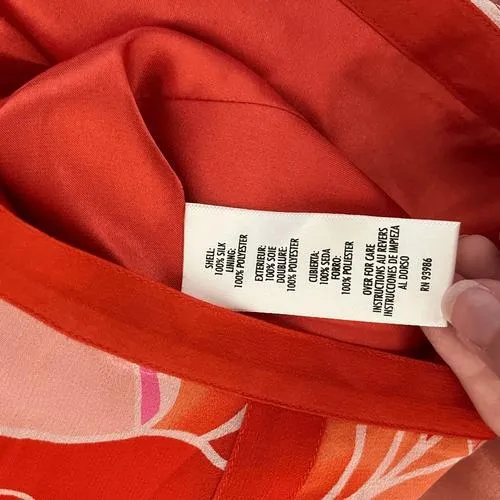 SHELL:
100% SILK
LINING:
100% POLYESTER
EXTERIEUR:
100% SOIE
DOUBLURE:
100% POLYESTER
CUBIERTA:
100% SEDA
FORRO:
100% POLYESTER
OVER FOR CARE
INSTRUCTIONS AU REVERS
INSTRUCCIONES DE IMPIEZA
AL DORSO
RN 93986